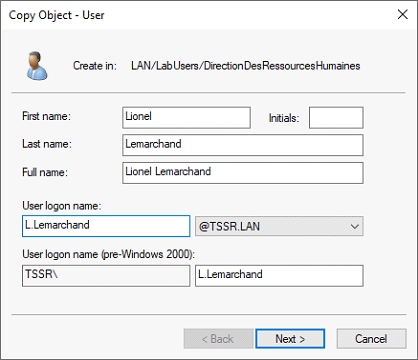 Copy Object - User
Create in: LAN/LabUsers/DirectionDesRessourcesHumaines
First name: Lionel Initials:
Last name: Lemarchand
Full name: Lionel Lemarchand
User logon name:
L.Lemarchand @TSSR.LAN
User logon name (pre-Windows 2000):
TSSR\ L.Lemarchand
< Back Next > Cancel